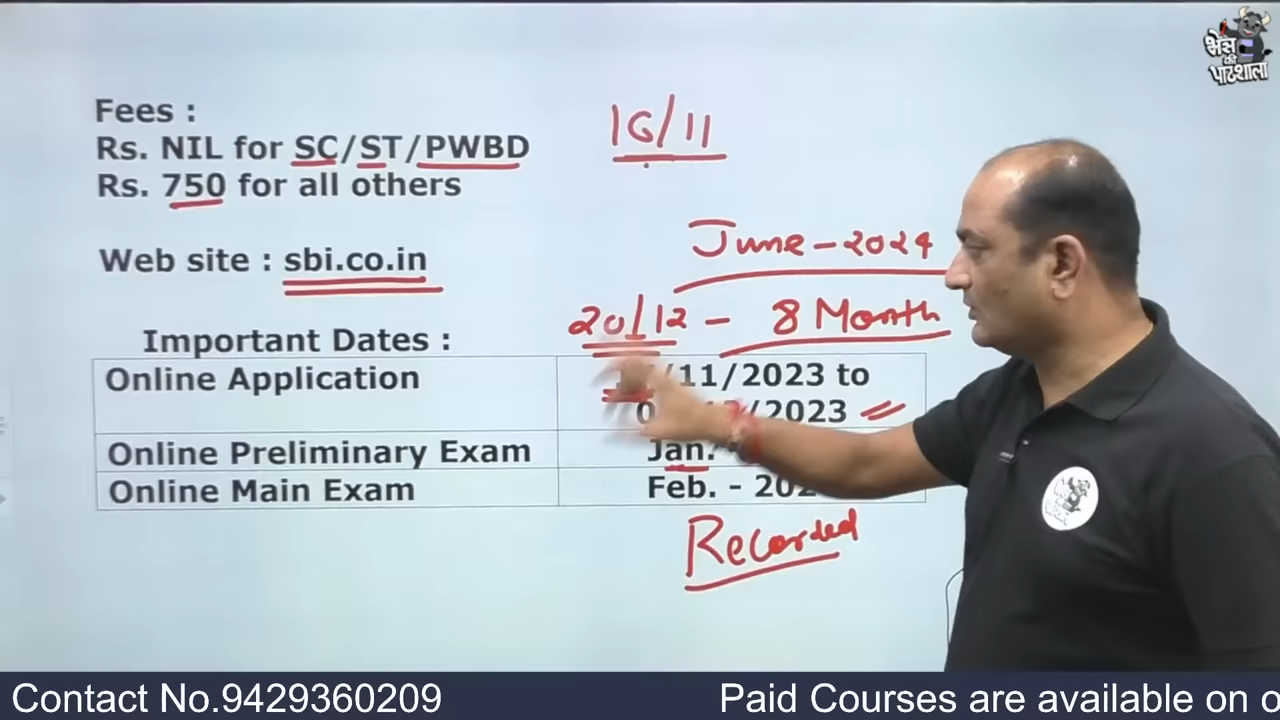 भैंस की पाठशाला
Fees :
16/11
Rs. NIL for SC/ST/PWBD
Rs. 750 for all others
June - 2024
Web site : sbi.co.in
20/12 - 8 Month
Important Dates :
Online Application
/11/2023 to
/2023
Online Preliminary Exam
Jan.
Online Main Exam
Feb. -
Recorded
Contact No.9429360209
Paid Courses are available on